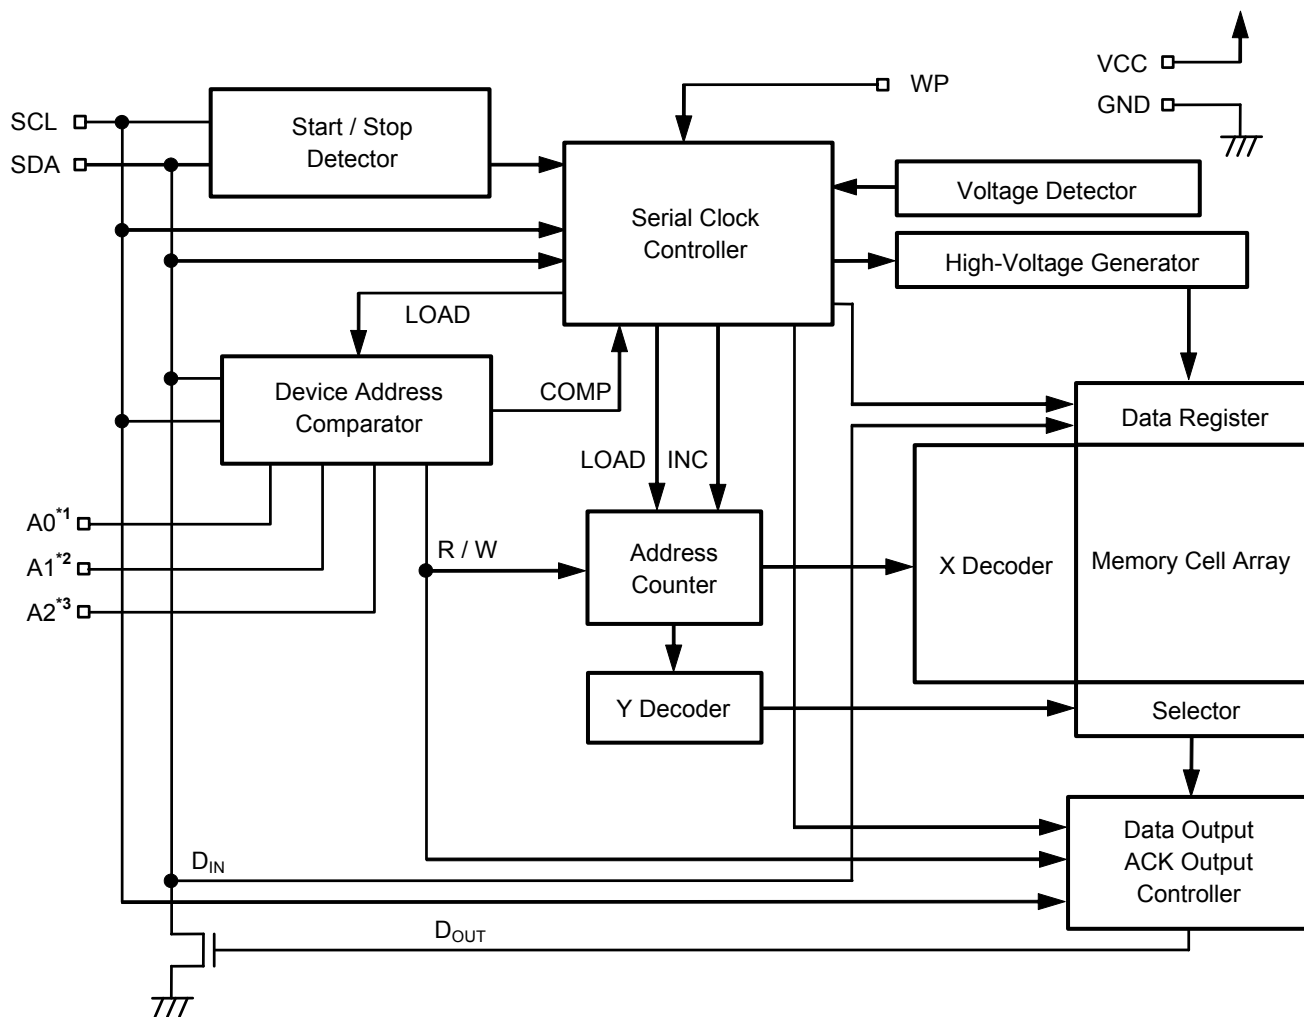 VCC
GND
WP
SCL
SDA
Start / Stop
Detector
Serial Clock
Controller
Voltage Detector
High-Voltage Generator
LOAD
COMP
Device Address
Comparator
Data Register
LOAD INC
A0*1
A1*2
A2*3
R / W
Address
Counter
X Decoder
Memory Cell Array
Y Decoder
Selector
Data Output
ACK Output
Controller
DIN
DOUT